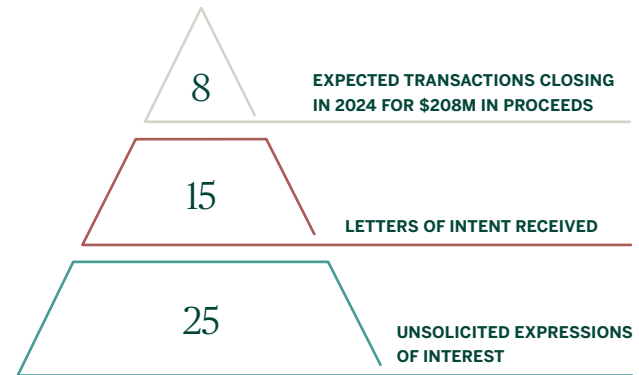 8
EXPECTED TRANSACTIONS CLOSING
IN 2024 FOR $208M IN PROCEEDS
15
LETTERS OF INTENT RECEIVED
25
UNSOLICITED EXPRESSIONS
OF INTEREST